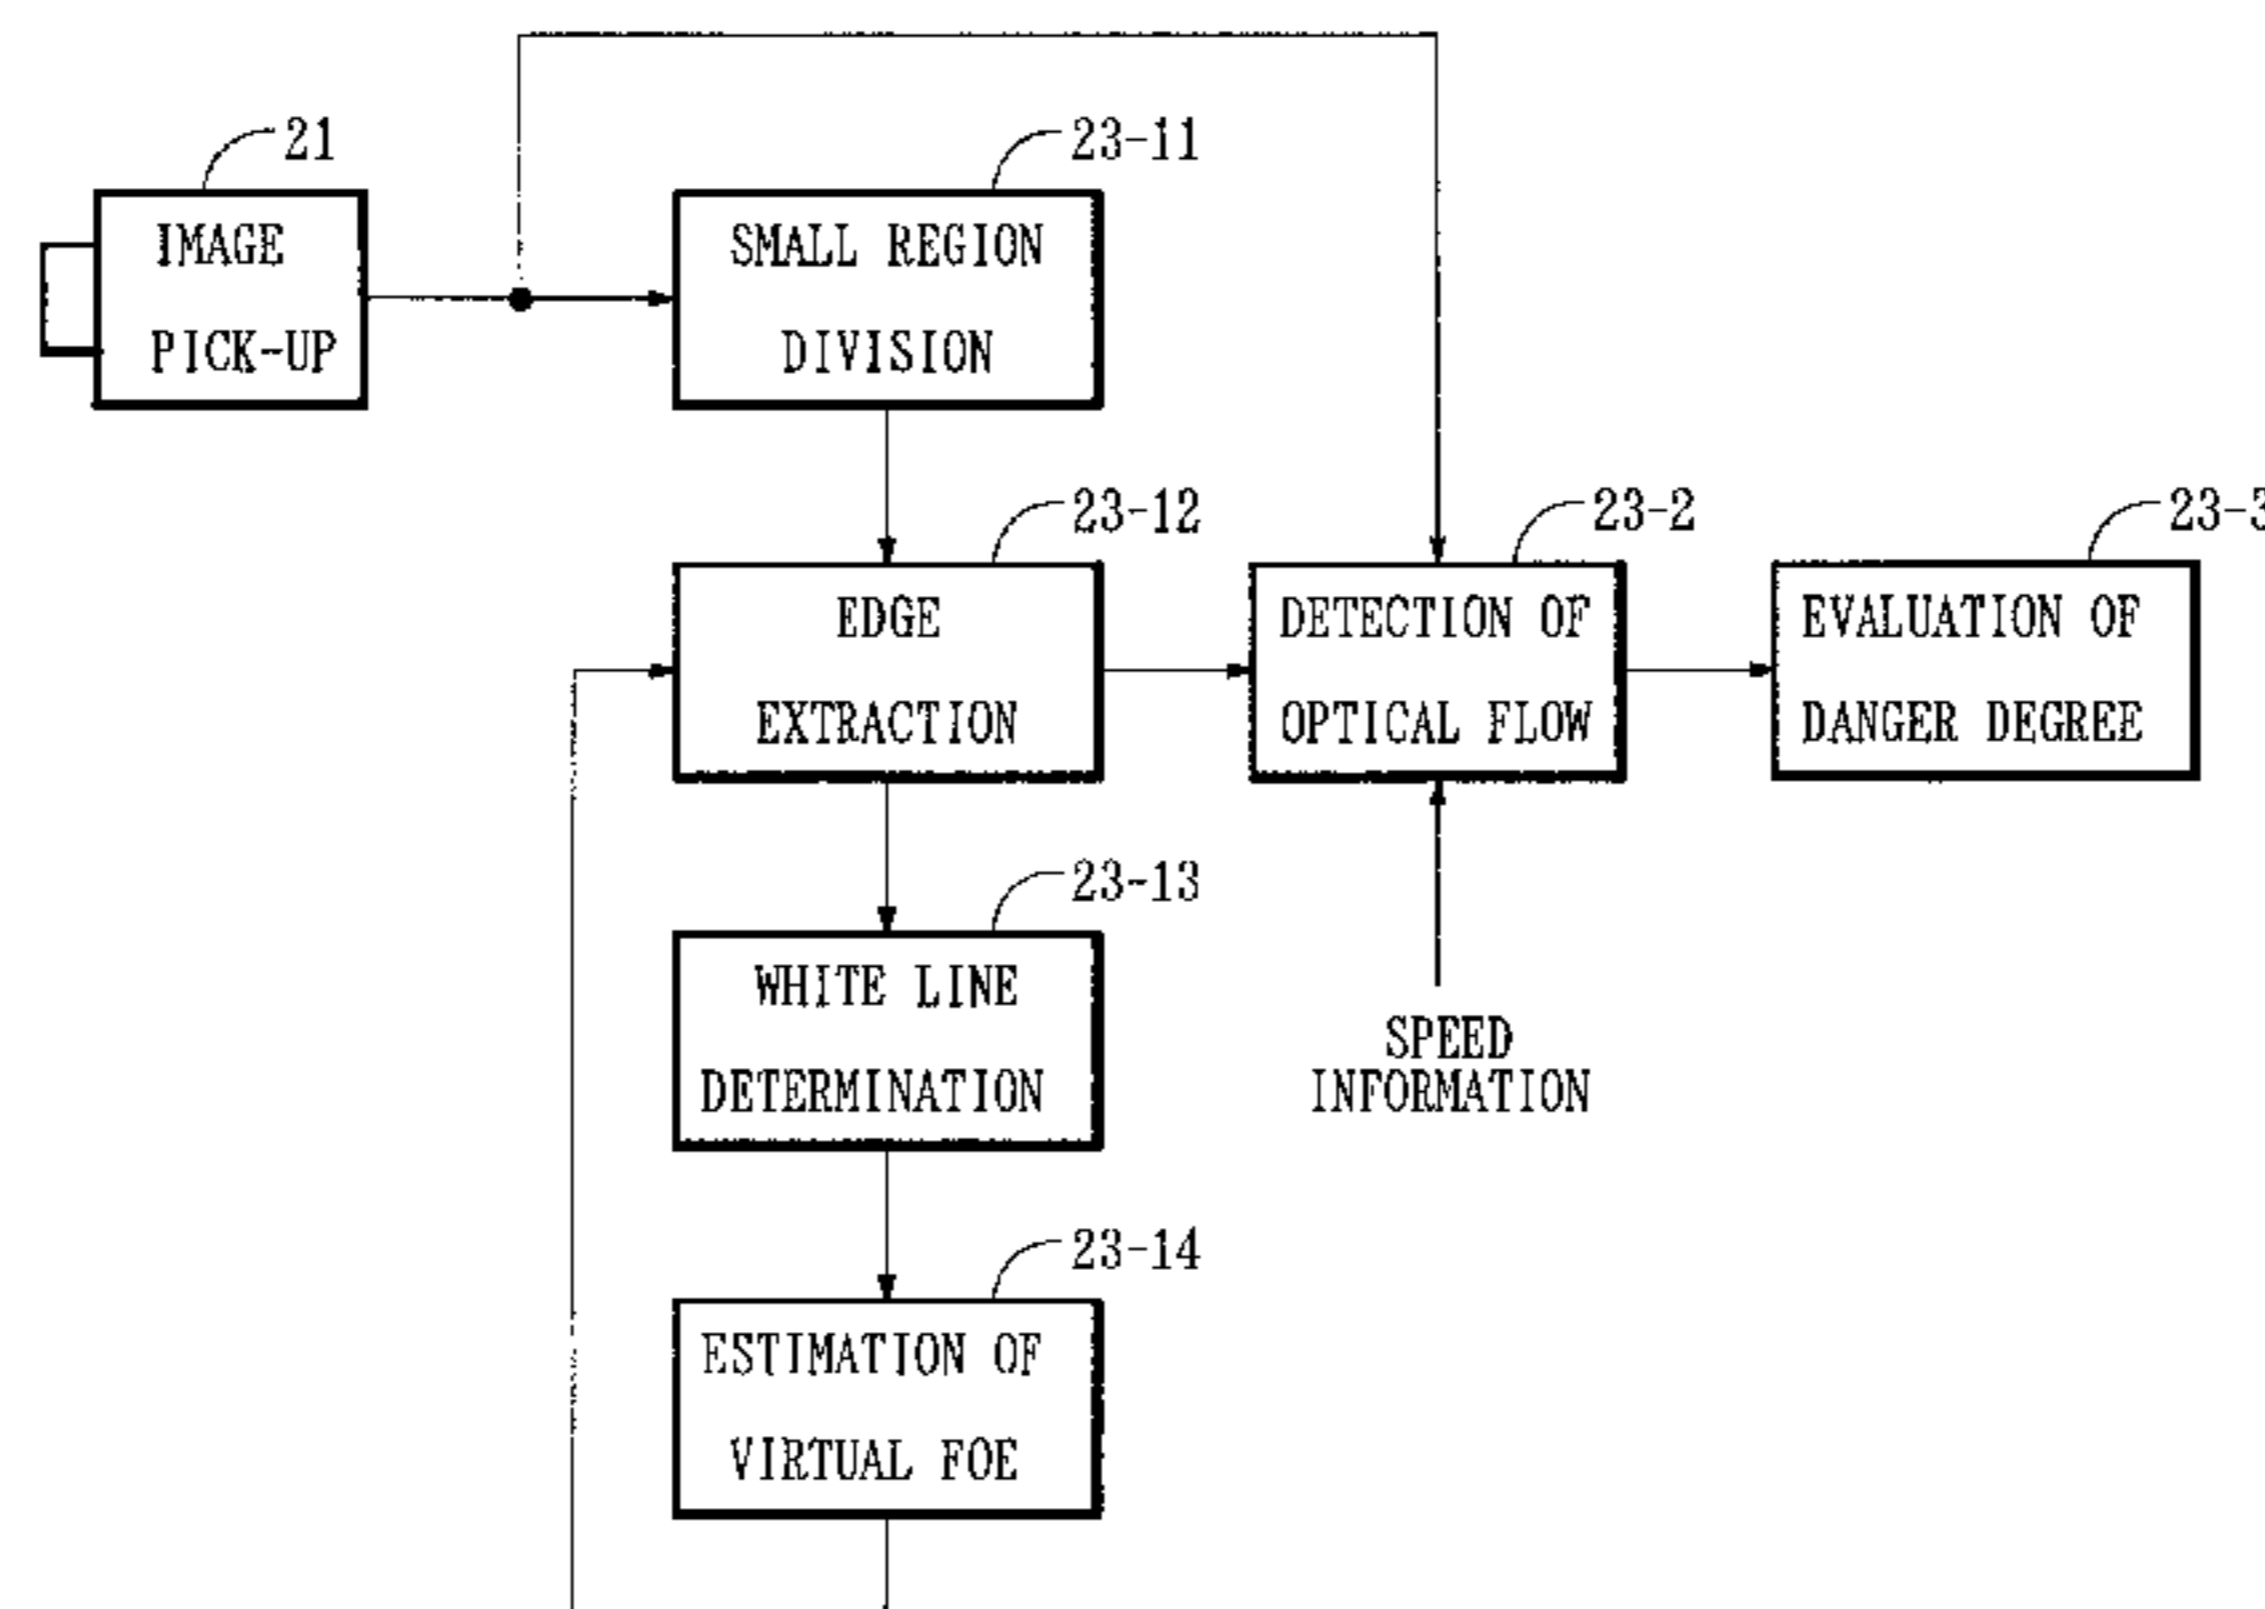 21
IMAGE
PICK-UP
23-11
SMALL REGION
DIVISION
23-12
EDGE
EXTRACTION
23-2
DETECTION OF
OPTICAL FLOW
23-3
EVALUATION OF
DANGER DEGREE
23-13
WHITE LINE
DETERMINATION
SPEED
INFORMATION
23-14
ESTIMATION OF
VIRTUAL FOE